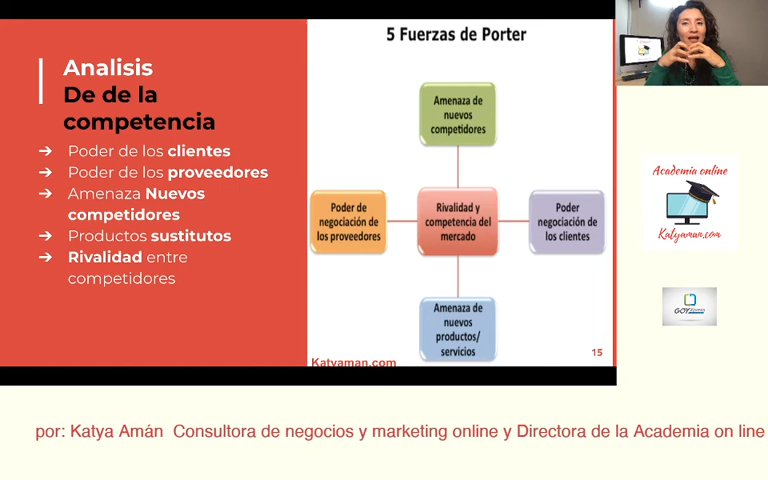 Analisis
De de la
competencia
➔ Poder de los clientes
➔ Poder de los proveedores
➔ Amenaza Nuevos
competidores
➔ Productos sustitutos
➔ Rivalidad entre
competidores
5 Fuerzas de Porter
Amenaza de
nuevos
competidores
Poder de
negociación de
los proveedores
Rivalidad y
competencia del
mercado
Poder
negociación de
los clientes
Amenaza de
nuevos
productos/
servicios
Katyaman.com
15
Academia online
Katyaman.com
por: Katya Amán Consultora de negocios y marketing online y Directora de la Academia on line